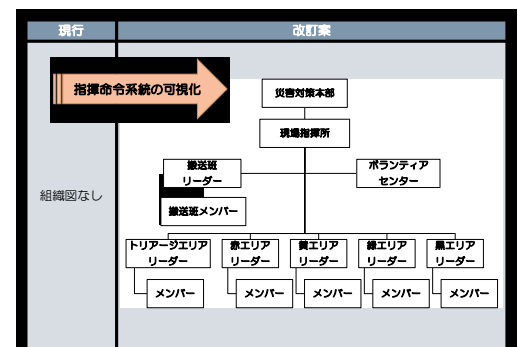 現行
改訂案
指揮命令系統の可視化
組織図なし
災害対策本部
現場指揮所
搬送班
リーダー
ボランティア
センター
搬送班メンバー
トリアージエリア
リーダー
赤エリア
リーダー
黄エリア
リーダー
緑エリア
リーダー
黒エリア
リーダー
メンバー
メンバー
メンバー
メンバー
メンバー